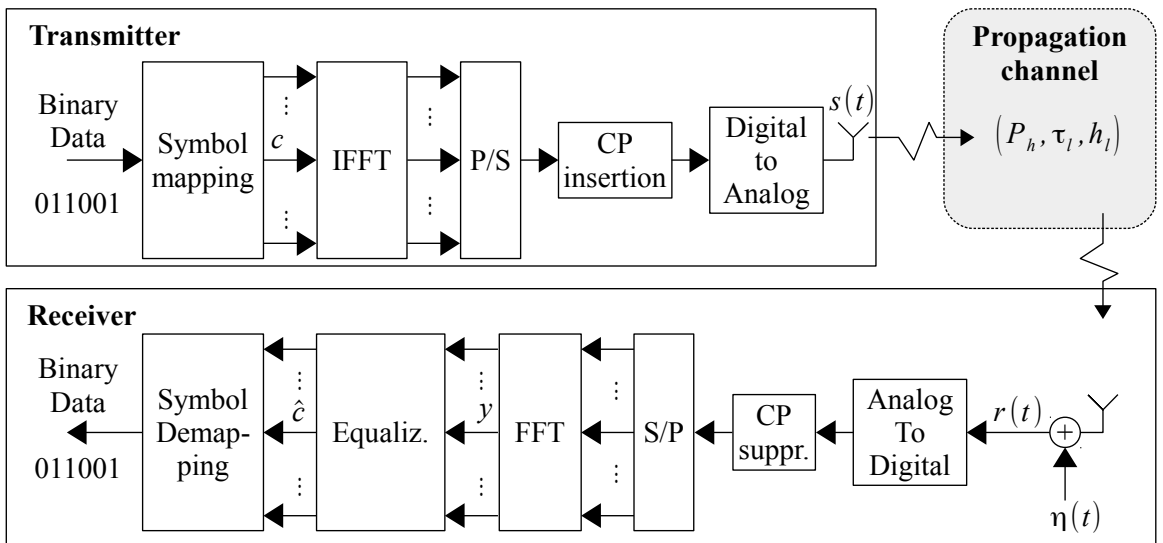 Transmitter
Binary
Data
011001
Symbol
mapping
⋮
c
⋮
IFFT
⋮
⋮
P/S
CP
insertion
Digital
to
Analog
s(t)
Propagation
channel
(P_h, τ_l, h_l)
Receiver
Binary
Data
011001
Symbol
Demap-
ping
⋮
ĉ
⋮
Equaliz.
⋮
y
⋮
FFT
⋮
⋮
S/P
CP
suppr.
Analog
To
Digital
r(t)
+
η(t)